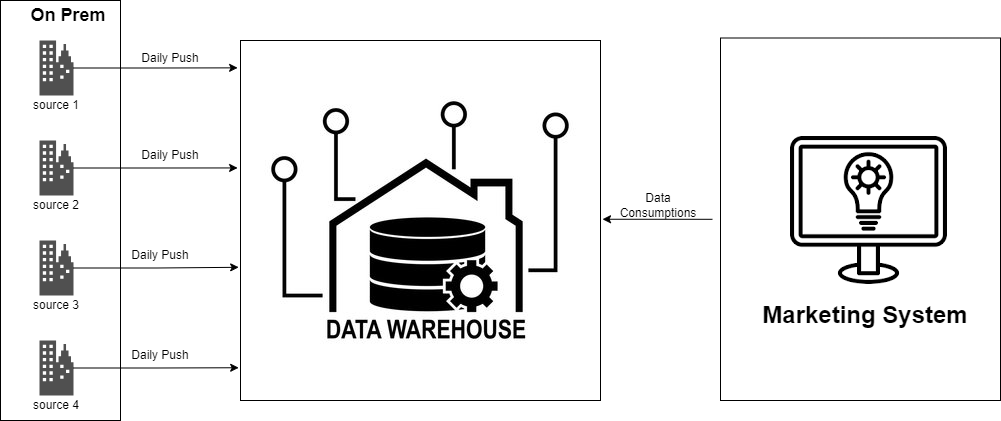 On Prem
source 1
Daily Push
source 2
Daily Push
source 3
Daily Push
source 4
Daily Push
DATA WAREHOUSE
Data
Consumptions
Marketing System